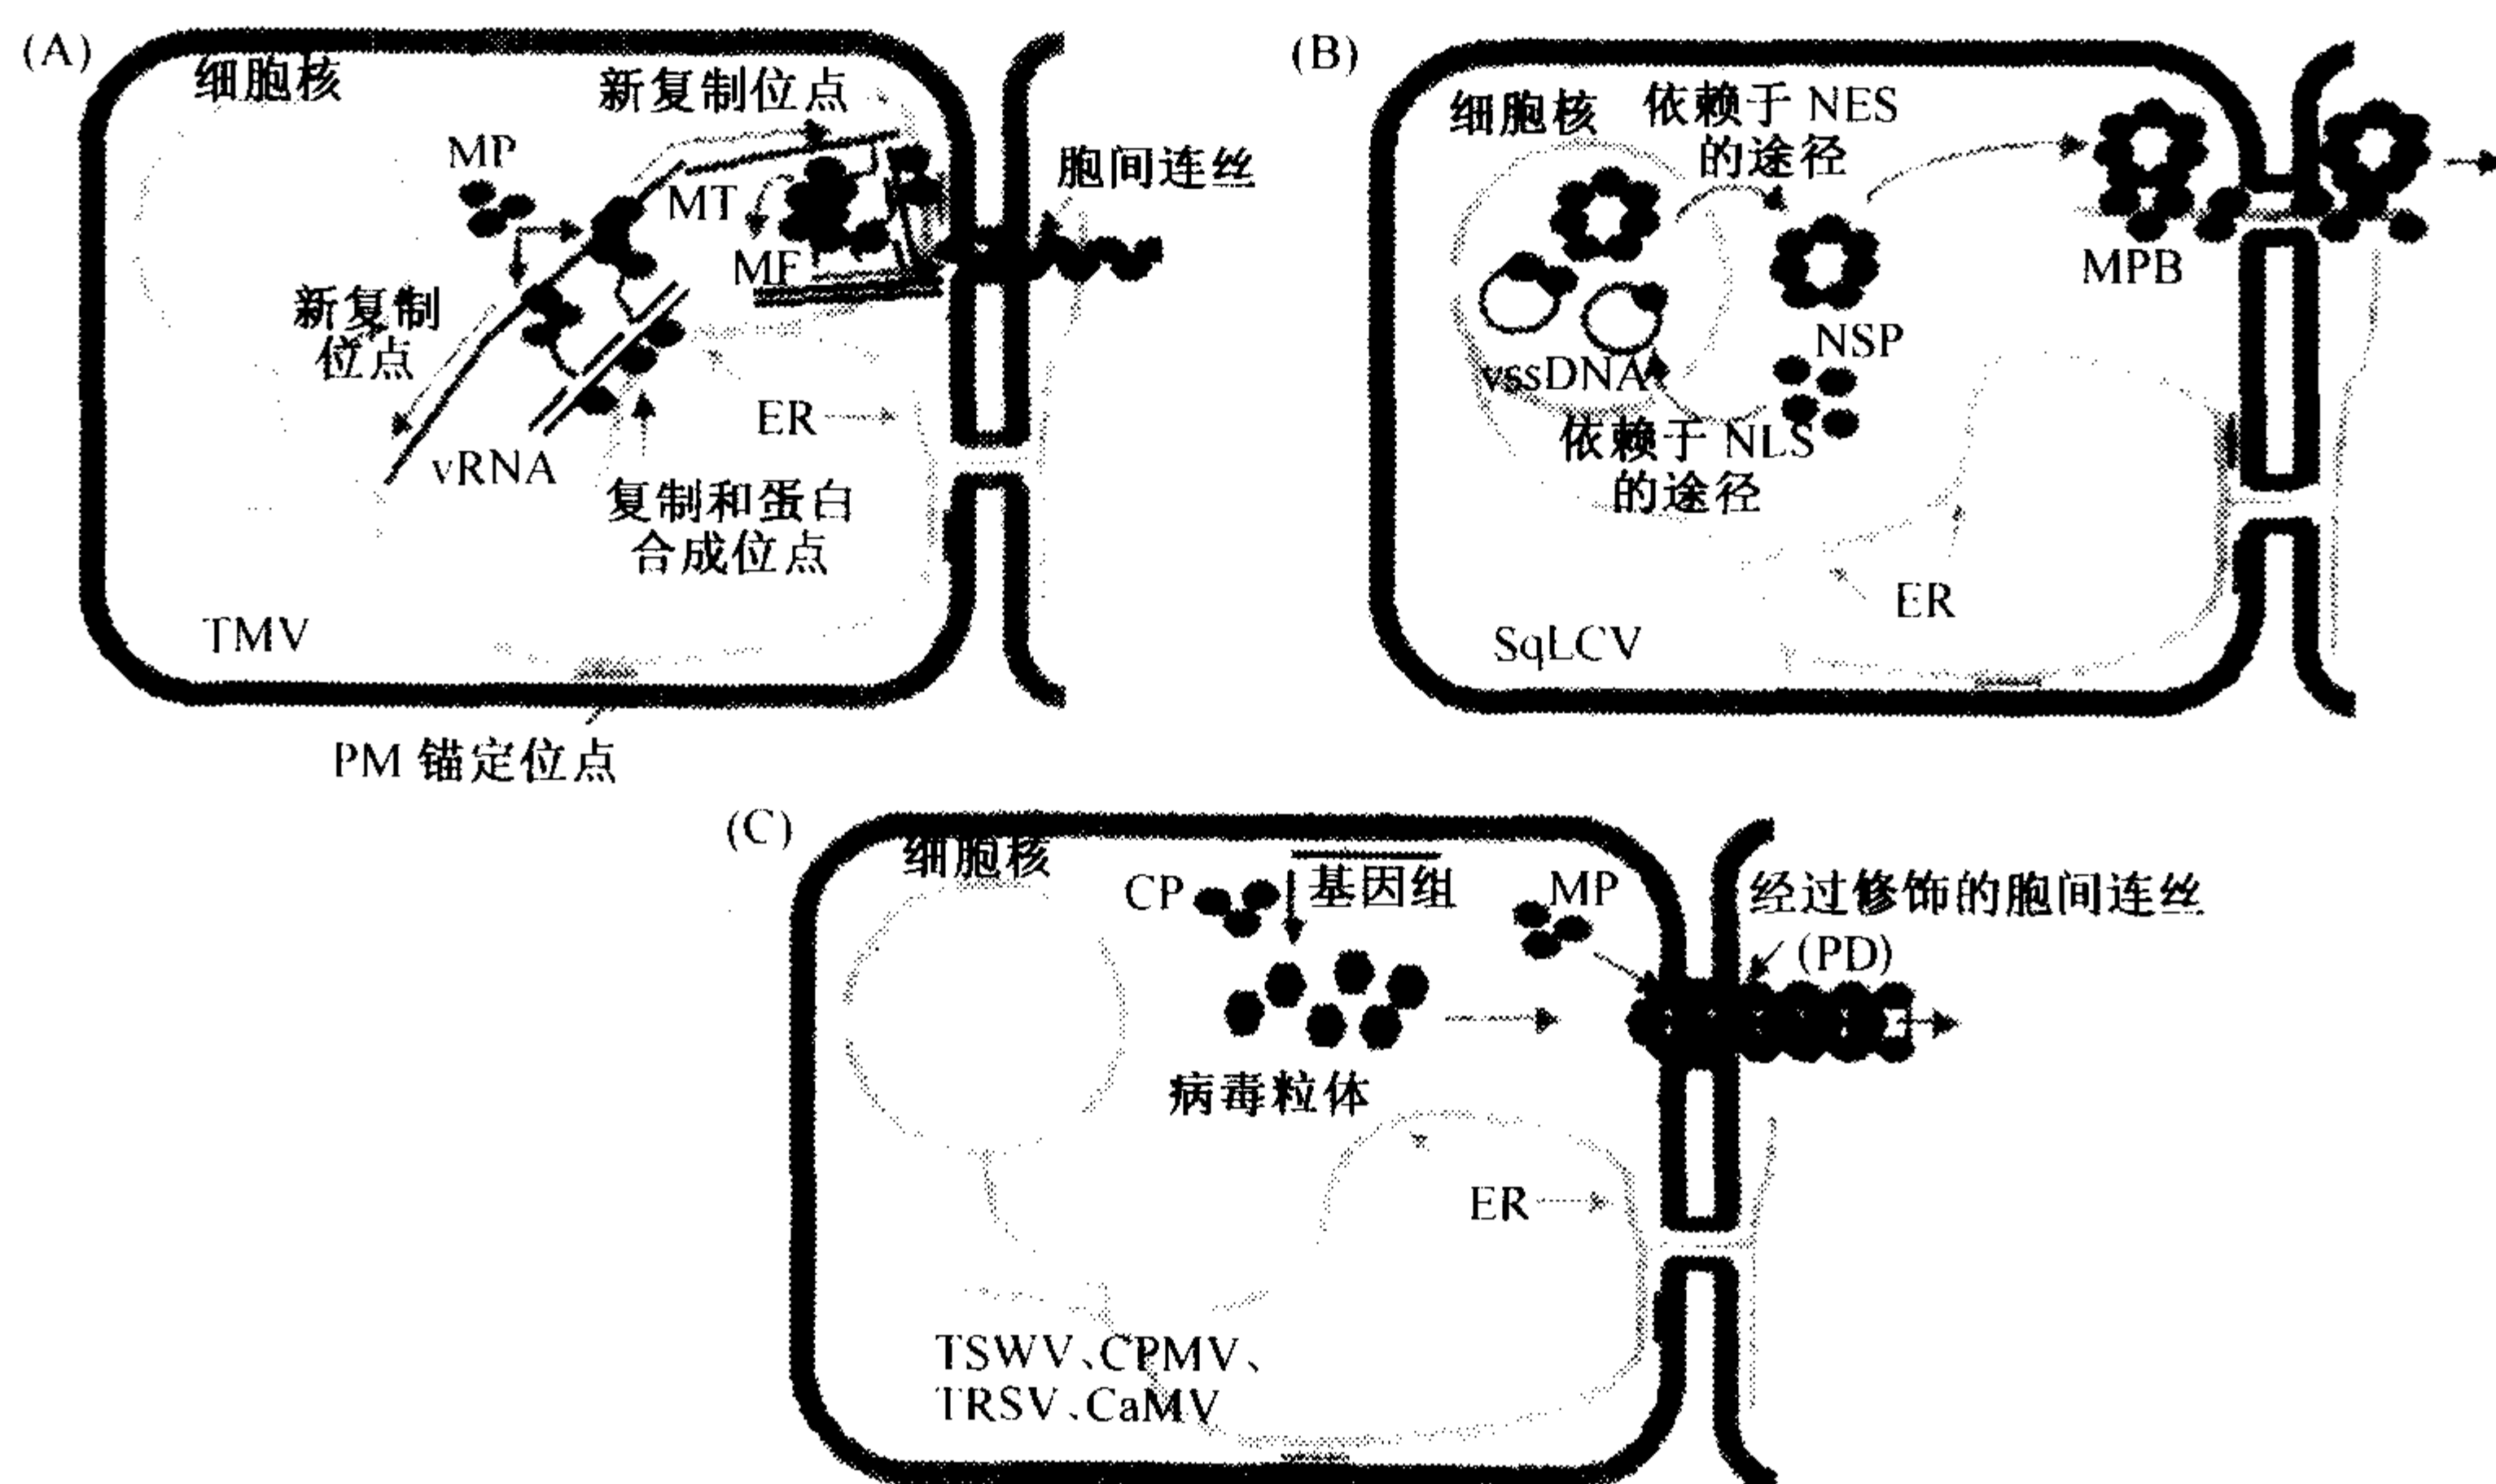 (A)
细胞核
新复制位点
MP
MT
胞间连丝
MF
新复制
位点
ER
vRNA
复制和蛋白
合成位点
TMV
PM 锚定位点
(B)
细胞核
依赖于 NES
的途径
MPB
NSP
vssDNA
依赖于 NLS
的途径
ER
SqLCV
(C)
细胞核
CP
基因组
MP
经过修饰的胞间连丝
(PD)
病毒粒体
ER
TSWV、CPMV、
TRSV、CaMV